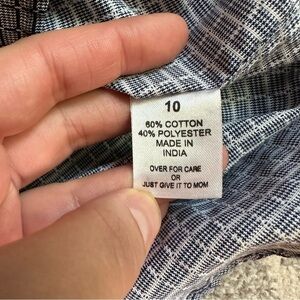 10
60% COTTON
40% POLYESTER
MADE IN
INDIA
OVER FOR CARE
OR
JUST GIVE IT TO MOM